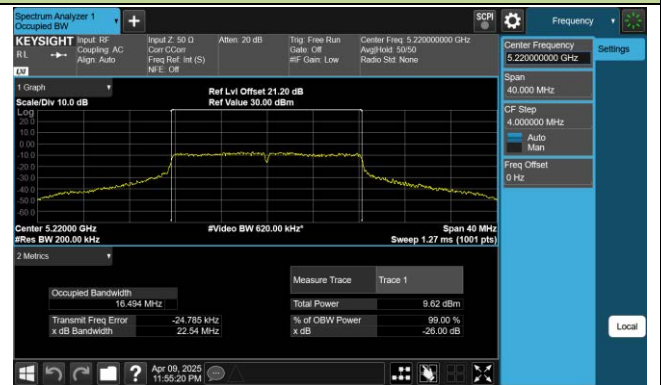 Spectrum Analyzer 1
Occupied BW
SCPI
Frequency
KEYSIGHT
RL
LXI
Input: RF
Coupling: AC
Align: Auto
Input Z: 50 Ω
Corr CCorr
Freq Ref: Int (S)
NFE: Off
Atten: 20 dB
Trig: Free Run
Gate: Off
#IF Gain: Low
Center Freq: 5.220000000 GHz
Avg|Hold: 50/50
Radio Std: None
Center Frequency
5.220000000 GHz
Settings
Span
40.000 MHz
CF Step
4.000000 MHz
Auto
Man
Freq Offset
0 Hz
Local
1 Graph
Scale/Div 10.0 dB
Ref Lvl Offset 21.20 dB
Ref Value 30.00 dBm
Log
20.0
10.0
0.00
-10.0
-20.0
-30.0
-40.0
-50.0
-60.0
Center 5.22000 GHz
#Video BW 620.00 kHz*
Span 40 MHz
#Res BW 200.00 kHz
Sweep 1.27 ms (1001 pts)
2 Metrics
Measure Trace
Trace 1
Occupied Bandwidth
16.494 MHz
Total Power
9.62 dBm
Transmit Freq Error
-24.785 kHz
% of OBW Power
99.00 %
x dB Bandwidth
22.54 MHz
x dB
-26.00 dB
?
Apr 09, 2025
11:55:20 PM